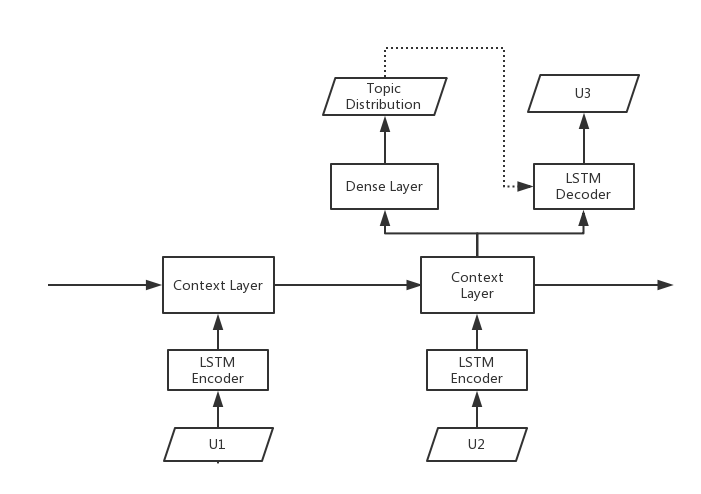 Topic
Distribution
U3
Dense Layer
LSTM
Decoder
Context Layer
Context
Layer
LSTM
Encoder
LSTM
Encoder
U1
U2